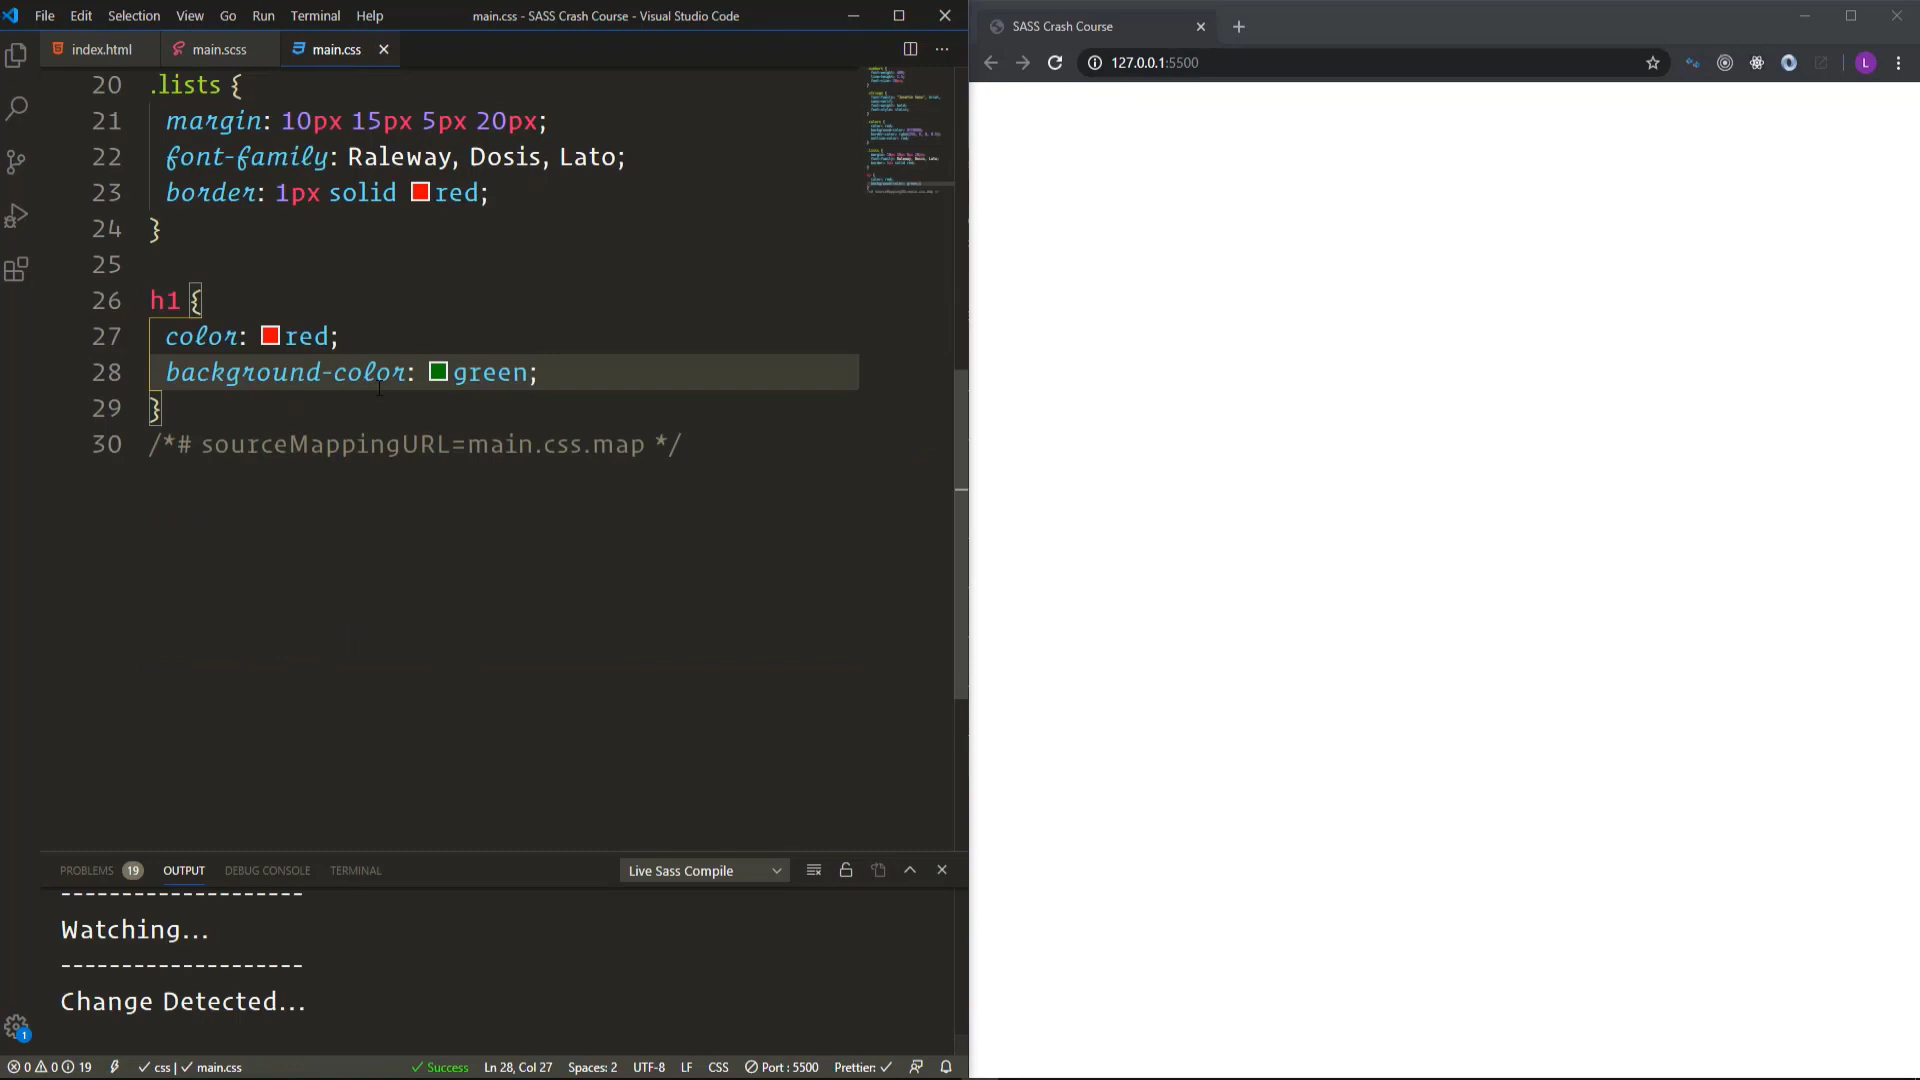 File Edit Selection View Go Run Terminal Help main.css - SASS Crash Course - Visual Studio Code
index.html main.scss main.css
20 .lists {
21 margin: 10px 15px 5px 20px;
22 font-family: Raleway, Dosis, Lato;
23 border: 1px solid red;
24 }
25
26 h1 {
27 color: red;
28 background-color: green;
29 }
30 /*# sourceMappingURL=main.css.map */
PROBLEMS 19 OUTPUT DEBUG CONSOLE TERMINAL Live Sass Compile
-------------------
Watching...
-------------------
Change Detected...
1
0 0 19 css | main.css Success Ln 28, Col 27 Spaces: 2 UTF-8 LF CSS Port : 5500 Prettier:
SASS Crash Course
127.0.0.1:5500 L